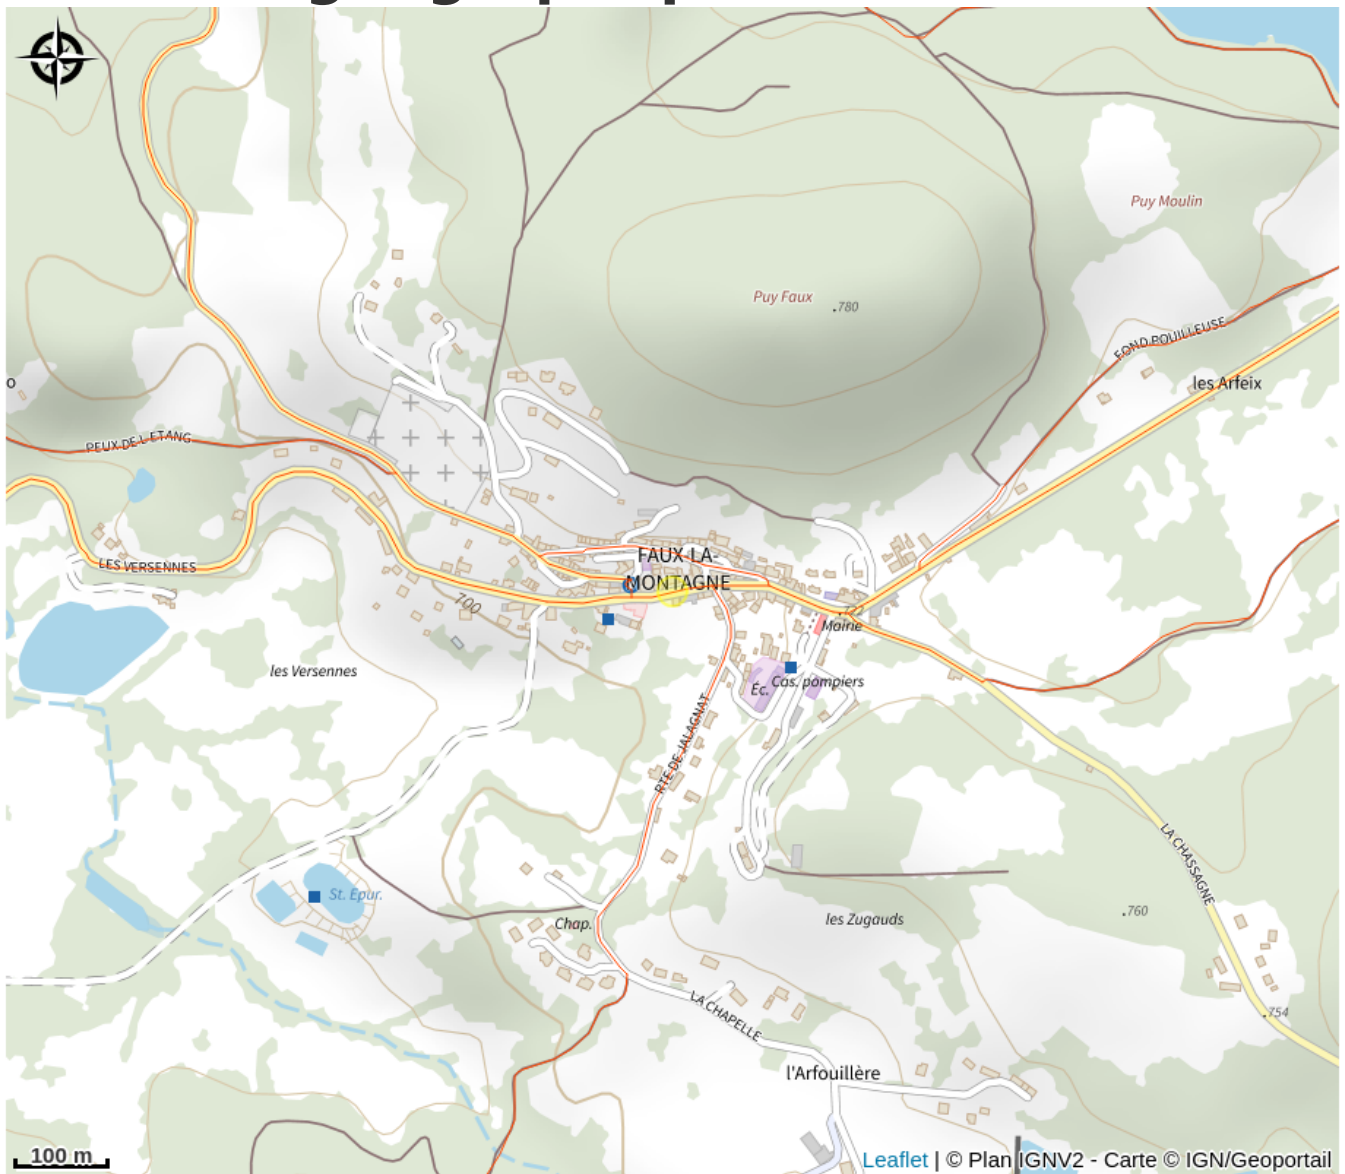 Puy Moulin
Puy Faux
.780
FOND POUILLEUSE
les Arfeix
o
PEUX-DE-L-ETANG
FAUX-LA-
MONTAGNE
LES VERSENNES
700
722
Mairie
les Versennes
Éc.
Cas. pompiers
RTE DE JALAGNAT
LA CHASSAGNE
St. Epur.
.760
les Zugauds
Chap.
LA CHAPELLE
.754
l'Arfouillère
100 m
Leaflet | © Plan IGNV2 - Carte © IGN/Geoportail